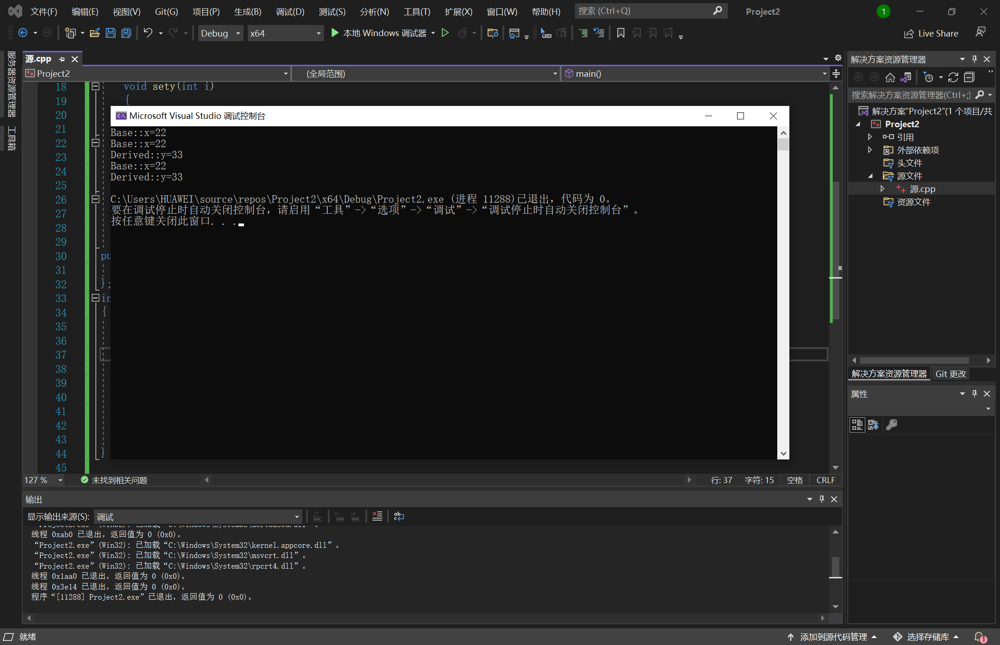 文件(F) 编辑(E) 视图(V) Git(G) 项目(P) 生成(B) 调试(D) 测试(S) 分析(N) 工具(T) 扩展(X) 窗口(W) 帮助(H) 搜索 (Ctrl+Q) Project2 1
Debug x64 本地 Windows 调试器 Live Share
服务器资源管理器
工具箱
源.cpp
Project2 (全局范围) main()
18 void sety(int i)
19 {
20
21
22
23
24
25
26
27
28
29
30 pu
31
32 };
33 in
34 {
35
36
37
38
39
40
41
42
43
44 }
45
Microsoft Visual Studio 调试控制台
Base::x=22
Base::x=22
Derived::y=33
Base::x=22
Derived::y=33
C:\Users\HUAWEI\source\repos\Project2\x64\Debug\Project2.exe (进程 11288)已退出，代码为 0。
要在调试停止时自动关闭控制台，请启用“工具”->“选项”->“调试”->“调试停止时自动关闭控制台”。
按任意键关闭此窗口. . .
127 % 未找到相关问题 行: 37 字符: 15 空格 CRLF
输出
显示输出来源(S): 调试
线程 0xab0 已退出，返回值为 0 (0x0)。
“Project2.exe”(Win32): 已加载“C:\Windows\System32\kernel.appcore.dll”。
“Project2.exe”(Win32): 已加载“C:\Windows\System32\msvcrt.dll”。
“Project2.exe”(Win32): 已加载“C:\Windows\System32\rpcrt4.dll”。
线程 0x1aa0 已退出，返回值为 0 (0x0)。
线程 0x3e14 已退出，返回值为 0 (0x0)。
程序“[11288] Project2.exe”已退出，返回值为 0 (0x0)。
解决方案资源管理器
搜索解决方案资源管理器(Ctrl+;)
解决方案“Project2”(1 个项目/共
Project2
引用
外部依赖项
头文件
源文件
源.cpp
资源文件
解决方案资源管理器 Git 更改
属性
就绪 添加到源代码管理 选择存储库 1